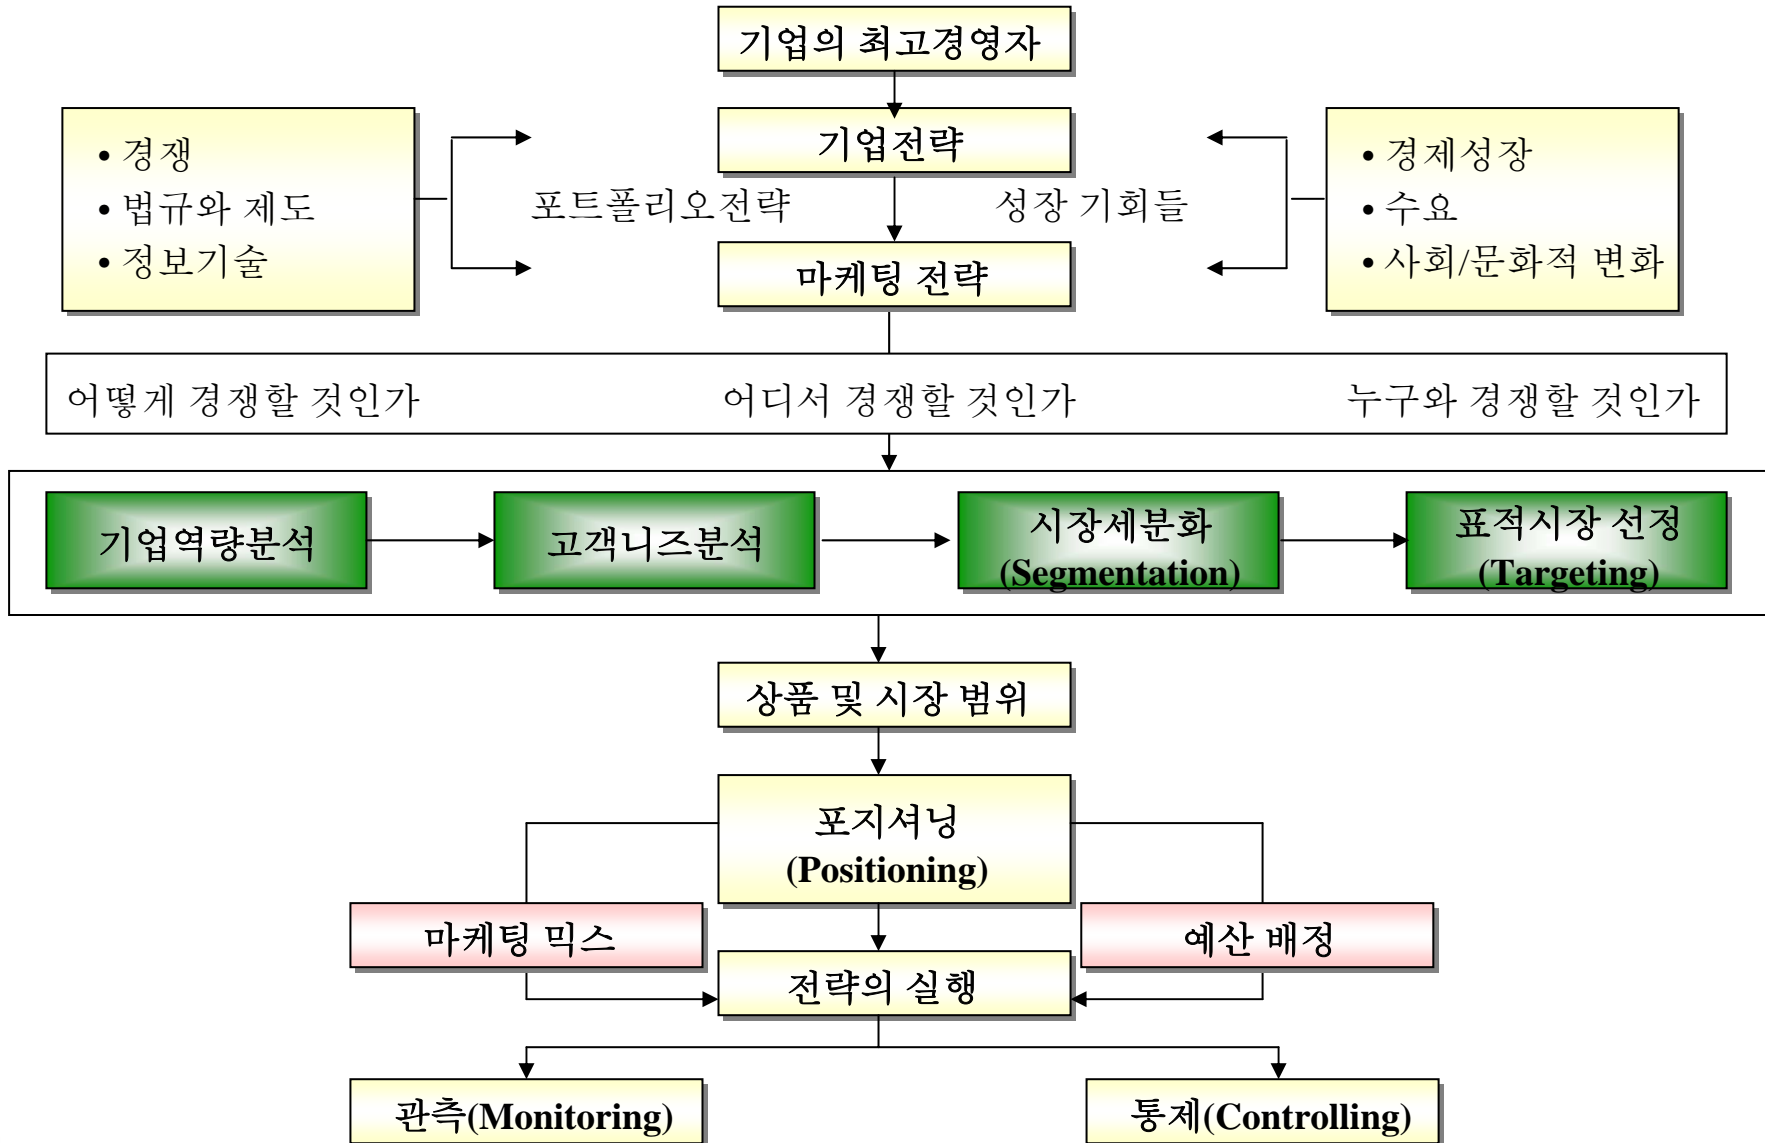 기업의 최고경영자
기업전략
• 경쟁
• 법규와 제도
• 정보기술
포트폴리오전략
성장 기회들
• 경제성장
• 수요
• 사회/문화적 변화
마케팅 전략
어떻게 경쟁할 것인가
어디서 경쟁할 것인가
누구와 경쟁할 것인가
기업역량분석
고객니즈분석
시장세분화
(Segmentation)
표적시장 선정
(Targeting)
상품 및 시장 범위
포지셔닝
(Positioning)
마케팅 믹스
예산 배정
전략의 실행
관측(Monitoring)
통제(Controlling)